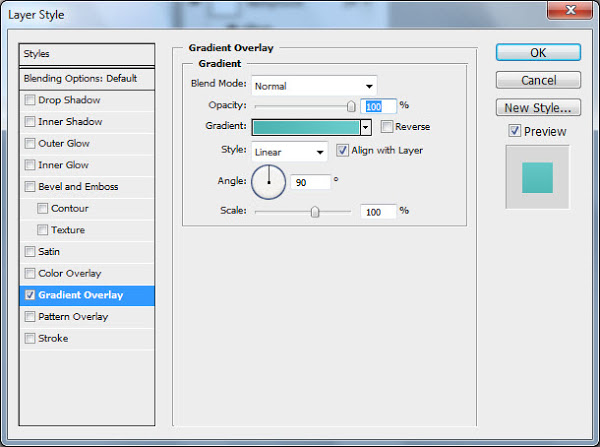 Layer Style
Styles
Blending Options: Default
Drop Shadow
Inner Shadow
Outer Glow
Inner Glow
Bevel and Emboss
Contour
Texture
Satin
Color Overlay
Gradient Overlay
Pattern Overlay
Stroke
Gradient Overlay
Gradient
Blend Mode: Normal
Opacity: 100 %
Gradient: Reverse
Style: Linear Align with Layer
Angle: 90 °
Scale: 100 %
OK
Cancel
New Style...
Preview